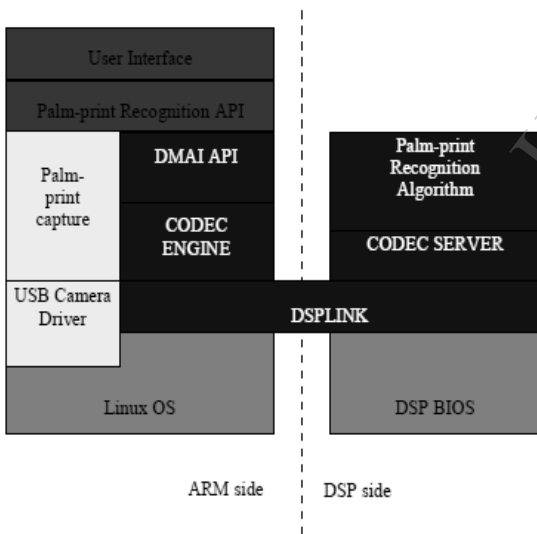 User Interface
Palm-print Recognition API
Palm-
print
capture
DMAI API
CODEC
ENGINE
USB Camera
Driver
Linux OS
Palm-print
Recognition
Algorithm
CODEC SERVER
DSPLINK
DSP BIOS
ARM side
DSP side